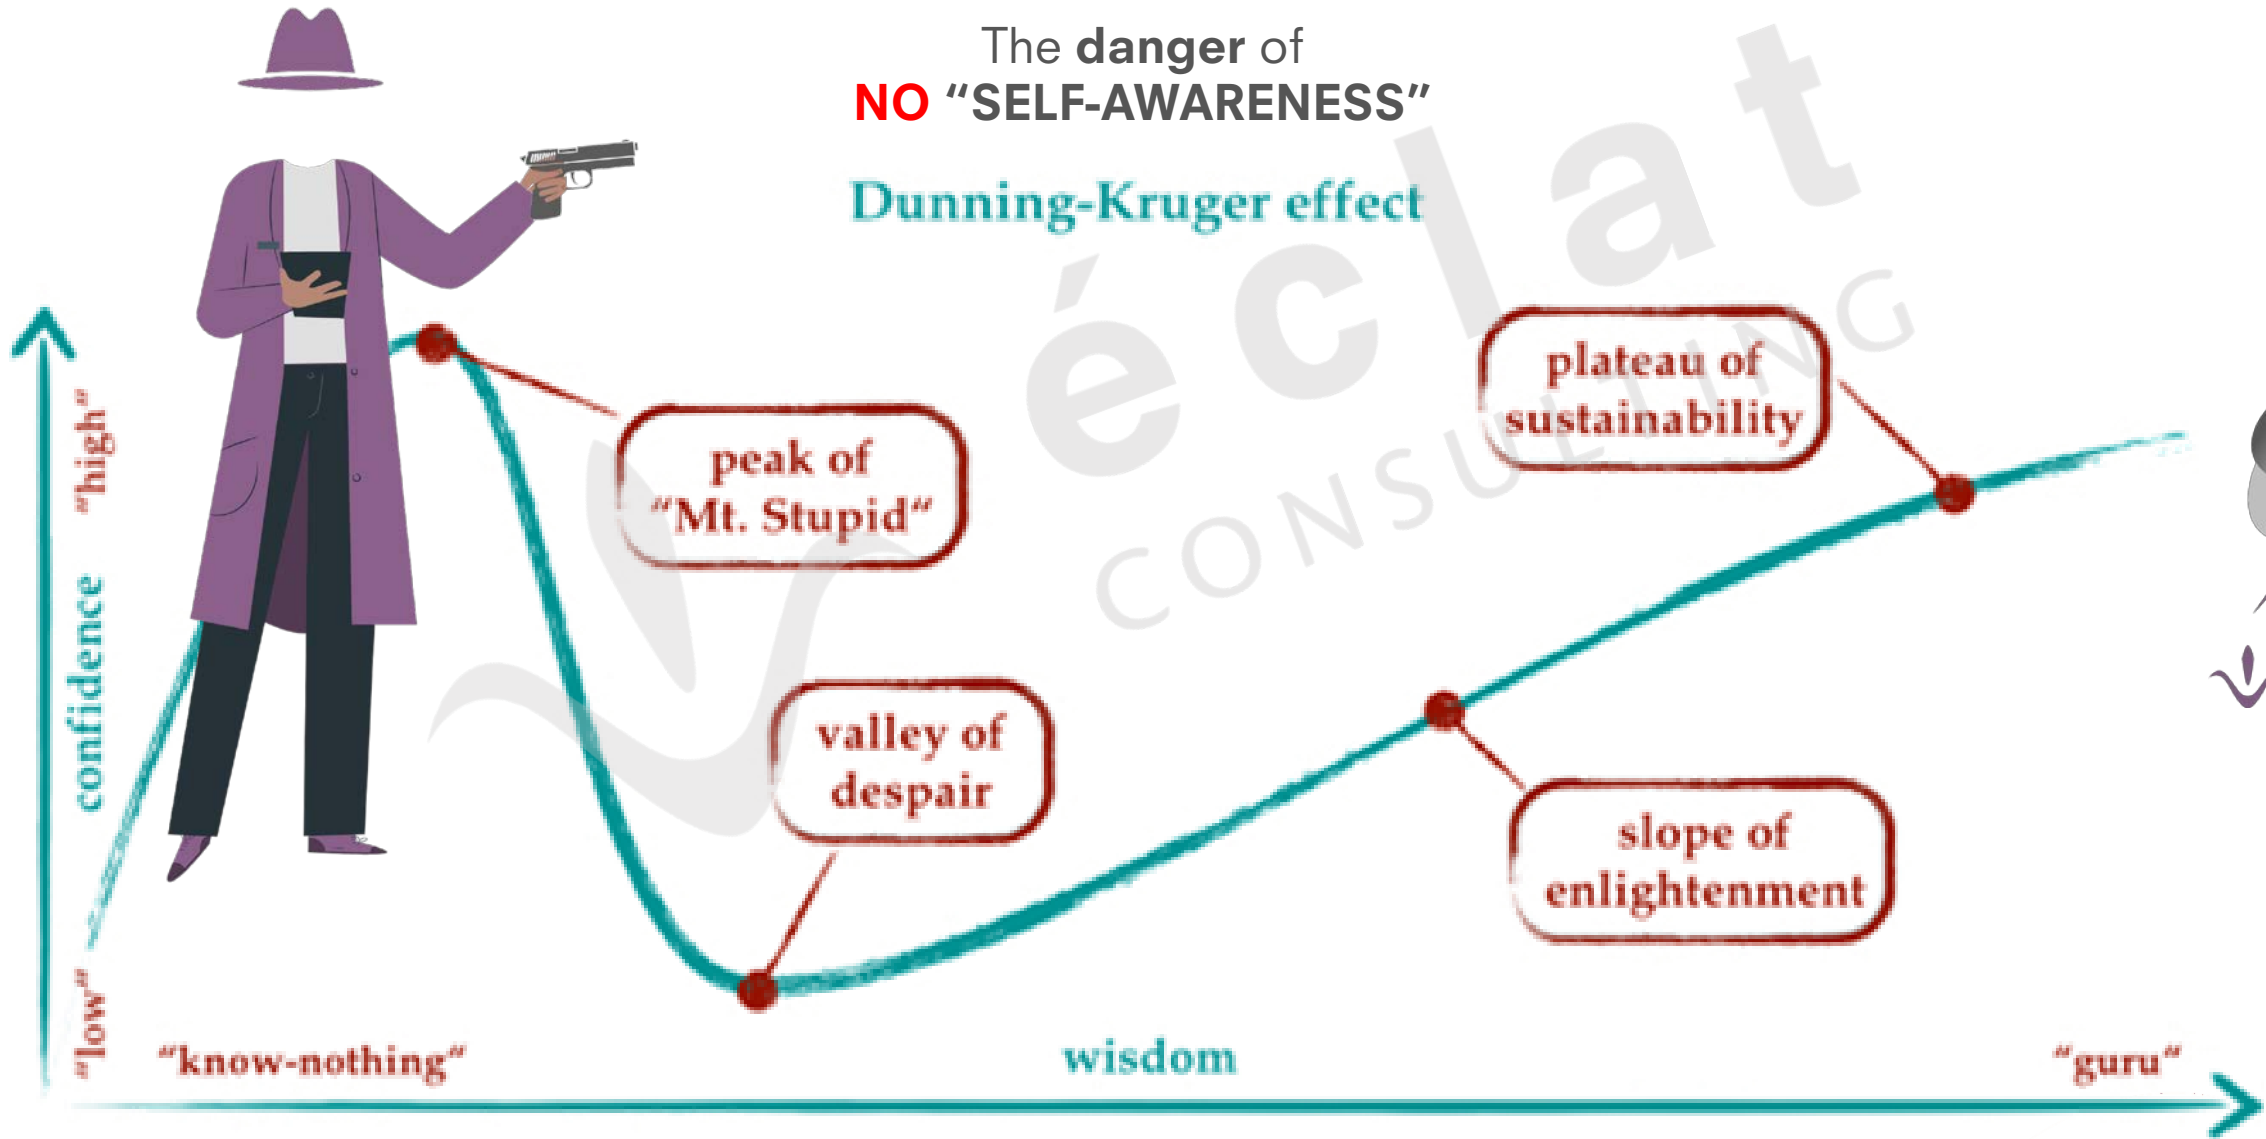 The danger of
NO “SELF-AWARENESS”
Dunning-Kruger effect
éclat
CONSULTING
plateau of
sustainability
“high“
peak of
“Mt. Stupid“
confidence
valley of
despair
slope of
enlightenment
“low“
“know-nothing“
wisdom
“guru“